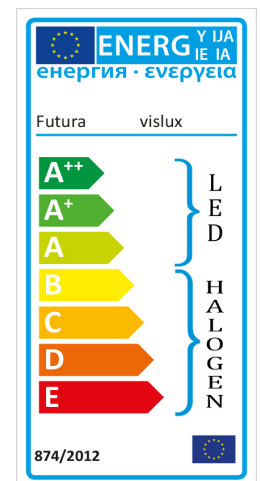 ENERG Y IJA
IE IA
енергия · ενεργεια
Futura vislux
A++
A+
A
B
C
D
E
LED
HALOGEN
874/2012